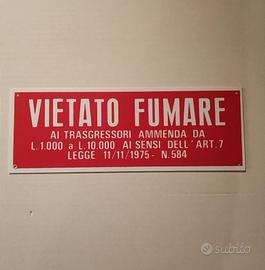 VIETATO FUMARE
AI TRASGRESSORI AMMENDA DA
L. 1.000 a L. 10.000 AI SENSI DELL'ART. 7
LEGGE 11/11/1975 - N. 584
subito